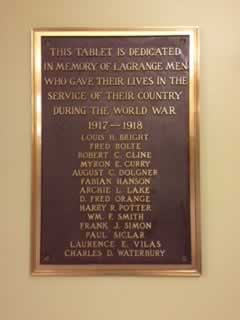 THIS TABLET IS DEDICATED
IN MEMORY OF LAGRANGE MEN
WHO GAVE THEIR LIVES IN THE
SERVICE OF THEIR COUNTRY
DURING THE WORLD WAR
1917—1918
LOUIS H. BEIGHT
FRED BOLTE
ROBERT C. CLINE
MYRON E. CURRY
AUGUST C. DOLGNER
FABIAN HANSON
ARCHIE L. LAKE
D. FRED ORANGE
HARRY R. POTTER
WM. F. SMITH
FRANK J. SIMON
PAUL SICLAR
LAURENCE E. VILAS
CHARLES D. WATERBURY